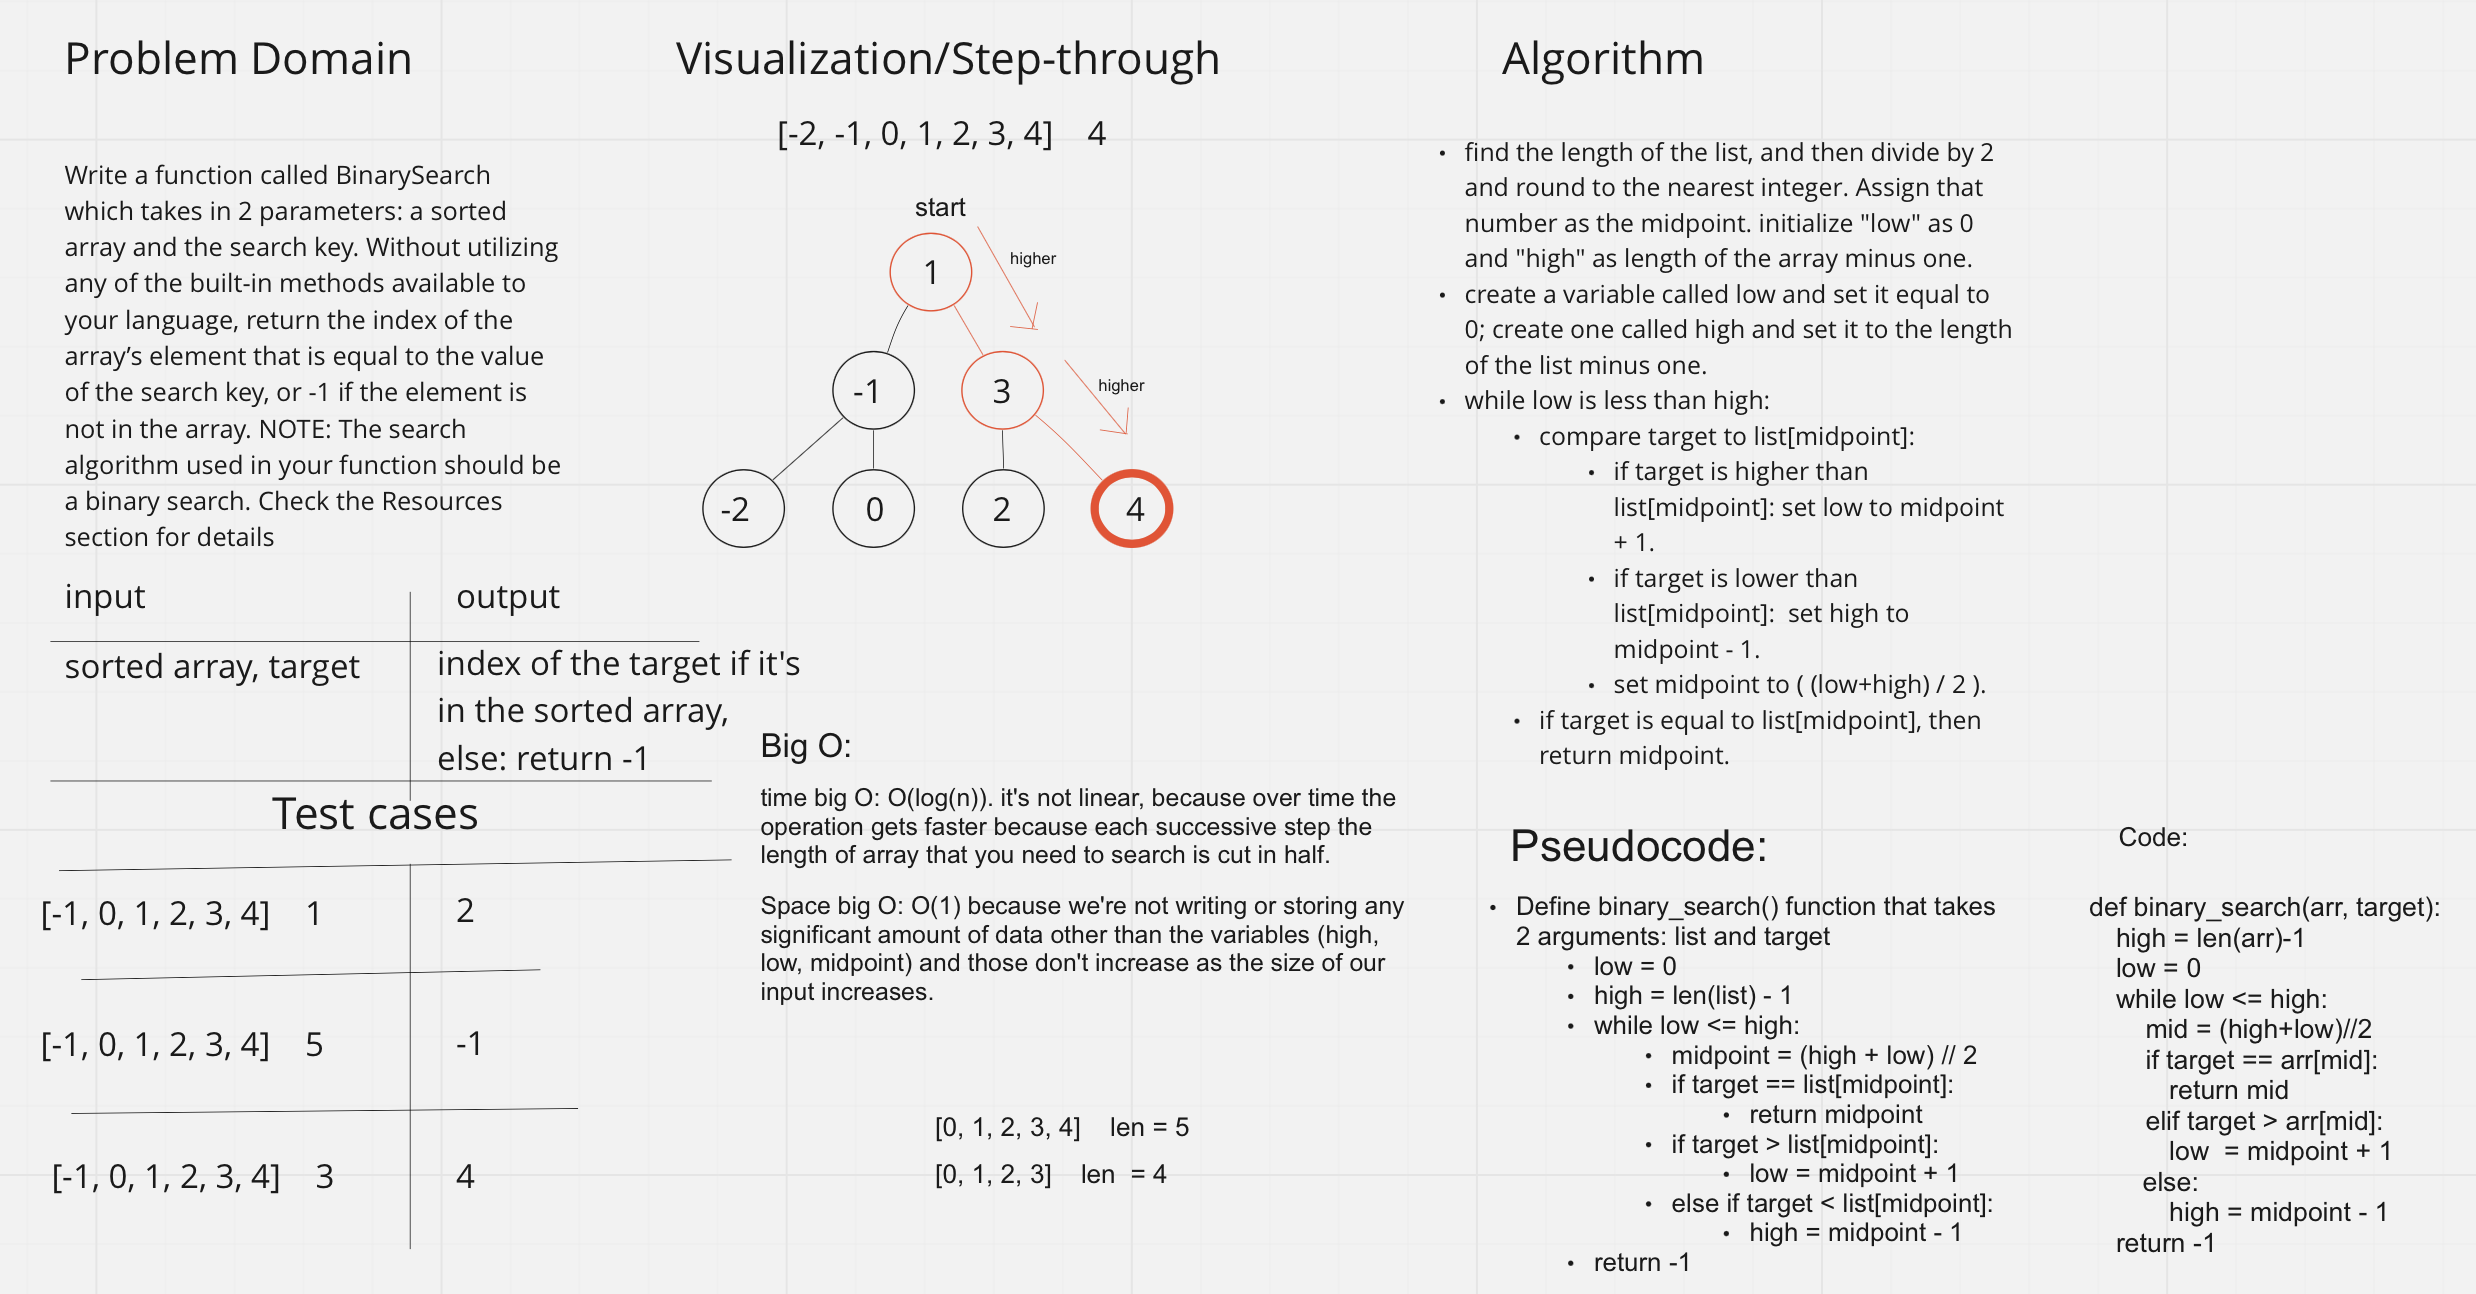 Problem Domain
Write a function called BinarySearch
which takes in 2 parameters: a sorted
array and the search key. Without utilizing
any of the built-in methods available to
your language, return the index of the
array’s element that is equal to the value
of the search key, or -1 if the element is
not in the array. NOTE: The search
algorithm used in your function should be
a binary search. Check the Resources
section for details
input output
sorted array, target index of the target if it's
in the sorted array,
else: return -1
Test cases
[-1, 0, 1, 2, 3, 4] 1 2
[-1, 0, 1, 2, 3, 4] 5 -1
[-1, 0, 1, 2, 3, 4] 3 4
Visualization/Step-through
[-2, -1, 0, 1, 2, 3, 4] 4
start
higher
1
higher
-1 3
-2 0 2 4
Big O:
time big O: O(log(n)). it's not linear, because over time the
operation gets faster because each successive step the
length of array that you need to search is cut in half.
Space big O: O(1) because we're not writing or storing any
significant amount of data other than the variables (high,
low, midpoint) and those don't increase as the size of our
input increases.
[0, 1, 2, 3, 4] len = 5
[0, 1, 2, 3] len = 4
Algorithm
• find the length of the list, and then divide by 2
and round to the nearest integer. Assign that
number as the midpoint. initialize "low" as 0
and "high" as length of the array minus one.
• create a variable called low and set it equal to
0; create one called high and set it to the length
of the list minus one.
• while low is less than high:
• compare target to list[midpoint]:
• if target is higher than
list[midpoint]: set low to midpoint
+ 1.
• if target is lower than
list[midpoint]: set high to
midpoint - 1.
• set midpoint to ( (low+high) / 2 ).
• if target is equal to list[midpoint], then
return midpoint.
Pseudocode:
• Define binary_search() function that takes
2 arguments: list and target
• low = 0
• high = len(list) - 1
• while low <= high:
• midpoint = (high + low) // 2
• if target == list[midpoint]:
• return midpoint
• if target > list[midpoint]:
• low = midpoint + 1
• else if target < list[midpoint]:
• high = midpoint - 1
• return -1
Code:
def binary_search(arr, target):
high = len(arr)-1
low = 0
while low <= high:
mid = (high+low)//2
if target == arr[mid]:
return mid
elif target > arr[mid]:
low = midpoint + 1
else:
high = midpoint - 1
return -1